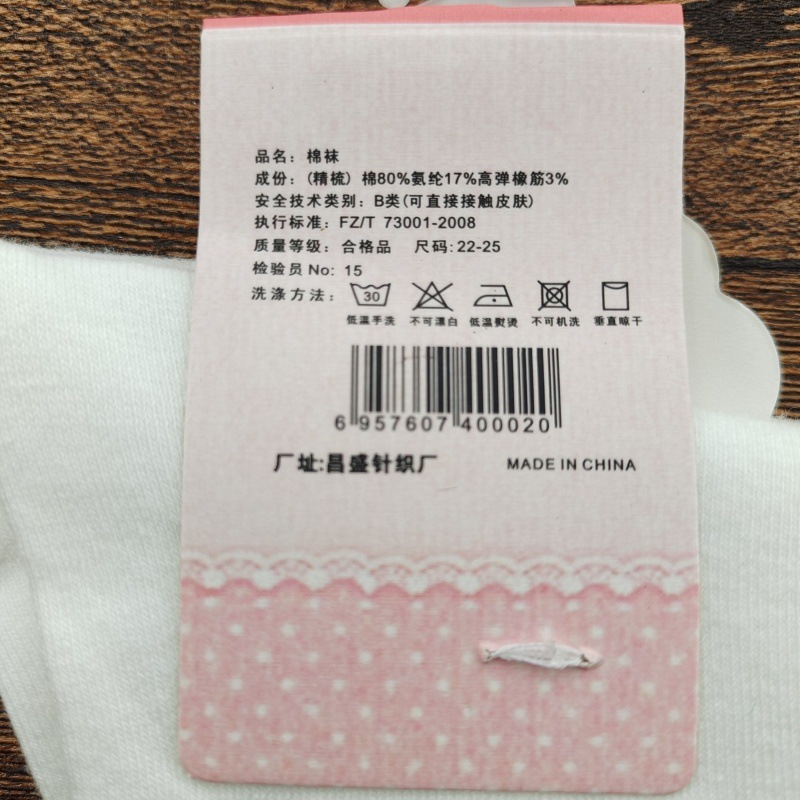 品名：棉袜
成份：(精梳) 棉80%氨纶17%高弹橡筋3%
安全技术类别：B类(可直接接触皮肤)
执行标准：FZ/T 73001-2008
质量等级：合格品 尺码:22-25
检验员No: 15
洗涤方法：
30
低温手洗 不可漂白 低温熨烫 不可机洗 垂直晾干
6 957607 400020
厂址:昌盛针织厂 MADE IN CHINA